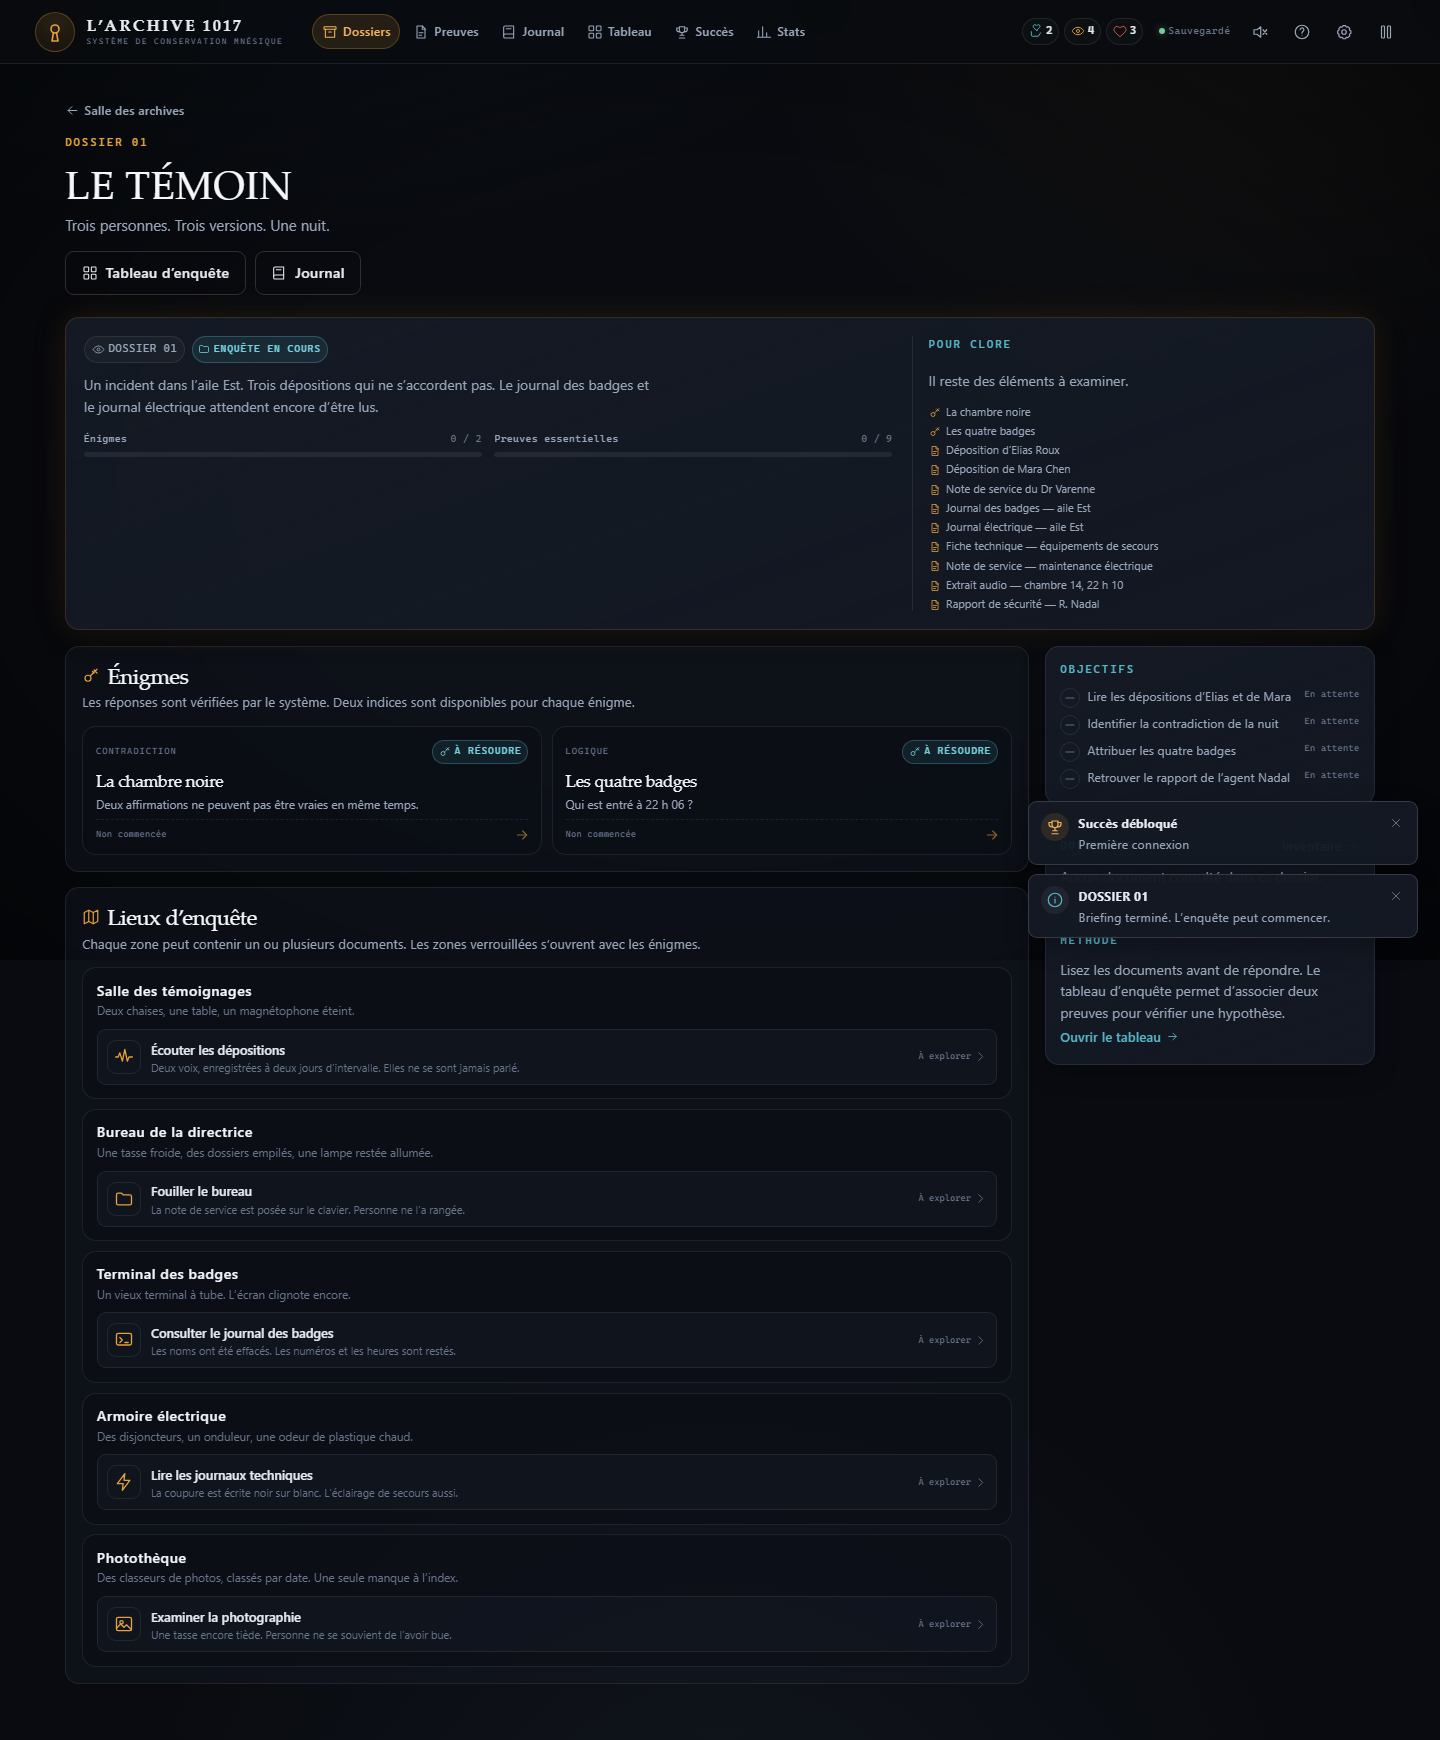 L'ARCHIVE 1017
SYSTÈME DE CONSERVATION MNÉSIQUE
Dossiers
Preuves
Journal
Tableau
Succès
Stats
2
4
3
Sauvegardé
← Salle des archives
DOSSIER 01
LE TÉMOIN
Trois personnes. Trois versions. Une nuit.
Tableau d’enquête
Journal
DOSSIER 01
ENQUÊTE EN COURS
Un incident dans l’aile Est. Trois dépositions qui ne s’accordent pas. Le journal des badges et
le journal électrique attendent encore d’être lus.
Énigmes 0 / 2
Preuves essentielles 0 / 9
POUR CLORE
Il reste des éléments à examiner.
La chambre noire
Les quatre badges
Déposition d’Elias Roux
Déposition de Mara Chen
Note de service du Dr Varenne
Journal des badges — aile Est
Journal électrique — aile Est
Fiche technique — équipements de secours
Note de service — maintenance électrique
Extrait audio — chambre 14, 22 h 10
Rapport de sécurité — R. Nadal
Énigmes
Les réponses sont vérifiées par le système. Deux indices sont disponibles pour chaque énigme.
CONTRADICTION
À RÉSOUDRE
La chambre noire
Deux affirmations ne peuvent pas être vraies en même temps.
Non commencée →
LOGIQUE
À RÉSOUDRE
Les quatre badges
Qui est entré à 22 h 06 ?
Non commencée →
OBJECTIFS
Lire les dépositions d’Elias et de Mara En attente
Identifier la contradiction de la nuit En attente
Attribuer les quatre badges En attente
Retrouver le rapport de l’agent Nadal En attente
Succès débloqué
Première connexion
DOSSIER 01
Briefing terminé. L’enquête peut commencer.
MÉTHODE
Lisez les documents avant de répondre. Le
tableau d’enquête permet d’associer deux
preuves pour vérifier une hypothèse.
Ouvrir le tableau →
Lieux d’enquête
Chaque zone peut contenir un ou plusieurs documents. Les zones verrouillées s’ouvrent avec les énigmes.
Salle des témoignages
Deux chaises, une table, un magnétophone éteint.
Écouter les dépositions
Deux voix, enregistrées à deux jours d’intervalle. Elles ne se sont jamais parlé.
À explorer
Bureau de la directrice
Une tasse froide, des dossiers empilés, une lampe restée allumée.
Fouiller le bureau
La note de service est posée sur le clavier. Personne ne l’a rangée.
À explorer
Terminal des badges
Un vieux terminal à tube. L’écran clignote encore.
Consulter le journal des badges
Les noms ont été effacés. Les numéros et les heures sont restés.
À explorer
Armoire électrique
Des disjoncteurs, un onduleur, une odeur de plastique chaud.
Lire les journaux techniques
La coupure est écrite noir sur blanc. L’éclairage de secours aussi.
À explorer
Photothèque
Des classeurs de photos, classés par date. Une seule manque à l’index.
Examiner la photographie
Une tasse encore tiède. Personne ne se souvient de l’avoir bue.
À explorer